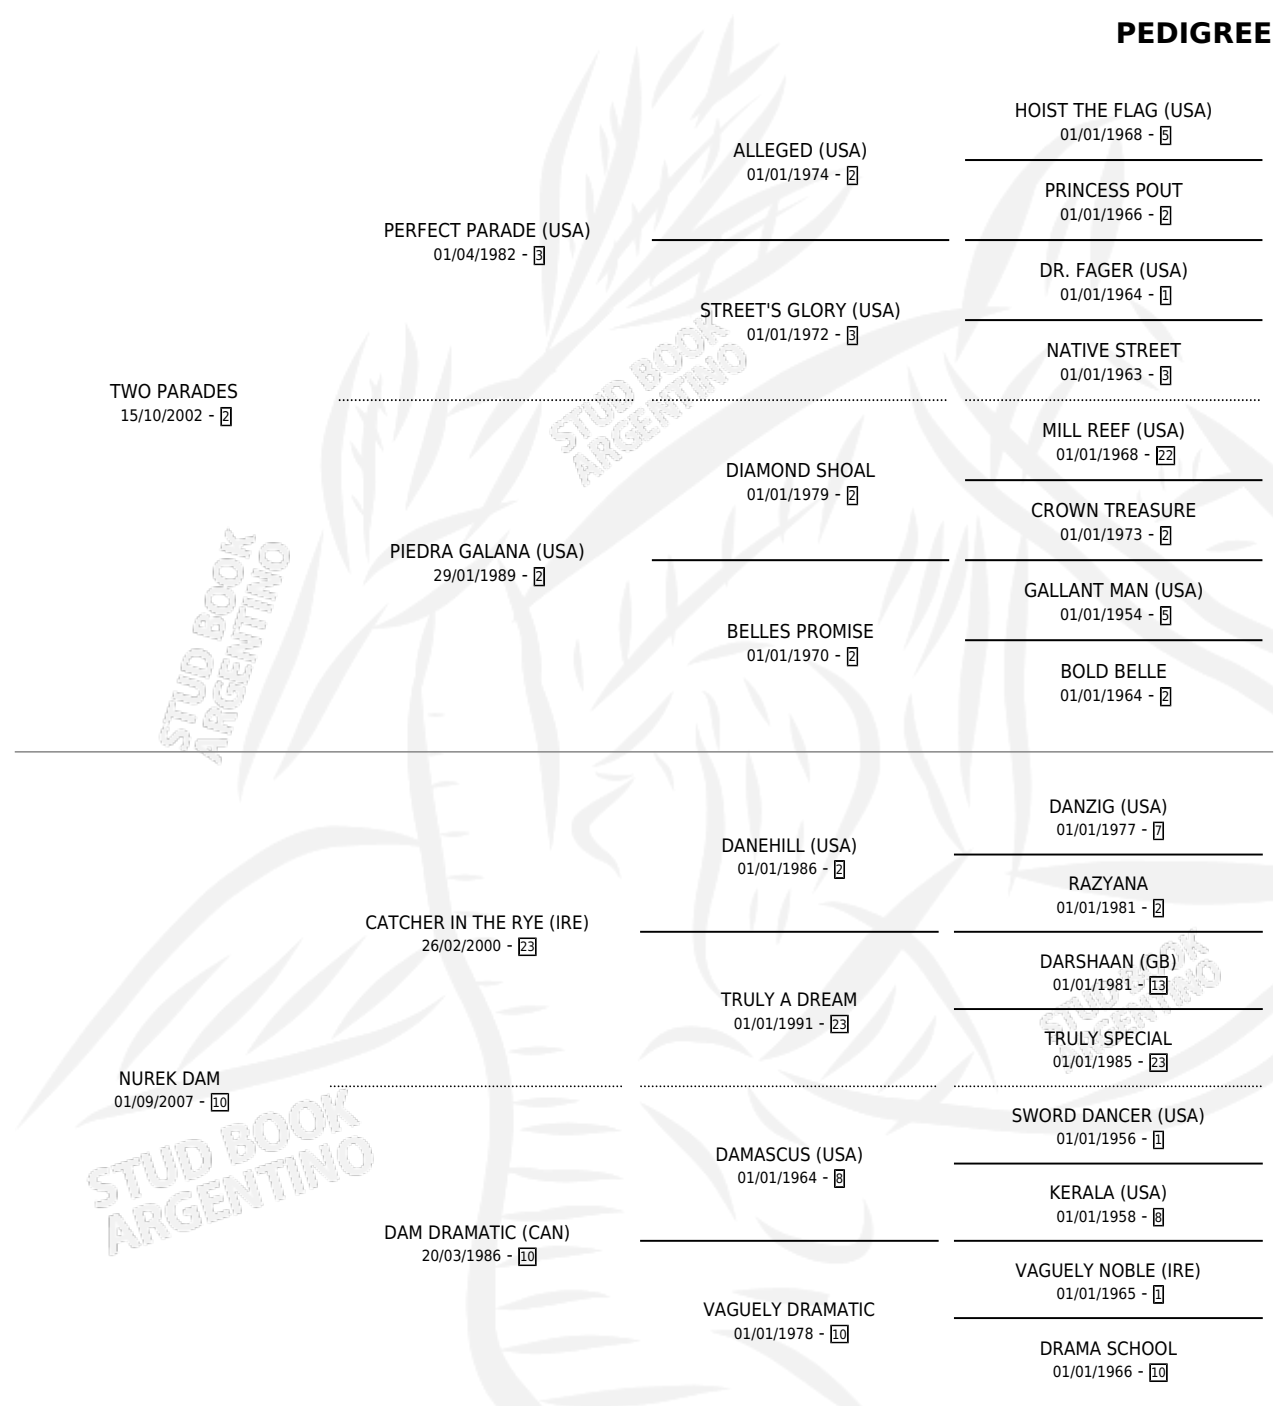 PEDIGREE
HOIST THE FLAG (USA)
01/01/1968 - 5
ALLEGED (USA)
01/01/1974 - 2
PRINCESS POUT
01/01/1966 - 2
PERFECT PARADE (USA)
01/04/1982 - 3
DR. FAGER (USA)
01/01/1964 - 1
STREET'S GLORY (USA)
01/01/1972 - 3
NATIVE STREET
01/01/1963 - 3
TWO PARADES
15/10/2002 - 2
MILL REEF (USA)
01/01/1968 - 22
DIAMOND SHOAL
01/01/1979 - 2
CROWN TREASURE
01/01/1973 - 2
PIEDRA GALANA (USA)
29/01/1989 - 2
GALLANT MAN (USA)
01/01/1954 - 5
BELLES PROMISE
01/01/1970 - 2
BOLD BELLE
01/01/1964 - 2
DANZIG (USA)
01/01/1977 - 7
DANEHILL (USA)
01/01/1986 - 2
RAZYANA
01/01/1981 - 2
CATCHER IN THE RYE (IRE)
26/02/2000 - 23
DARSHAAN (GB)
01/01/1981 - 13
TRULY A DREAM
01/01/1991 - 23
TRULY SPECIAL
01/01/1985 - 23
NUREK DAM
01/09/2007 - 10
SWORD DANCER (USA)
01/01/1956 - 1
DAMASCUS (USA)
01/01/1964 - 8
KERALA (USA)
01/01/1958 - 8
DAM DRAMATIC (CAN)
20/03/1986 - 10
VAGUELY NOBLE (IRE)
01/01/1965 - 1
VAGUELY DRAMATIC
01/01/1978 - 10
DRAMA SCHOOL
01/01/1966 - 10
STUD BOOK
ARGENTINO
STUD BOOK
ARGENTINO
STUD BOOK
ARGENTINO
STUD BOOK
ARGENTINO